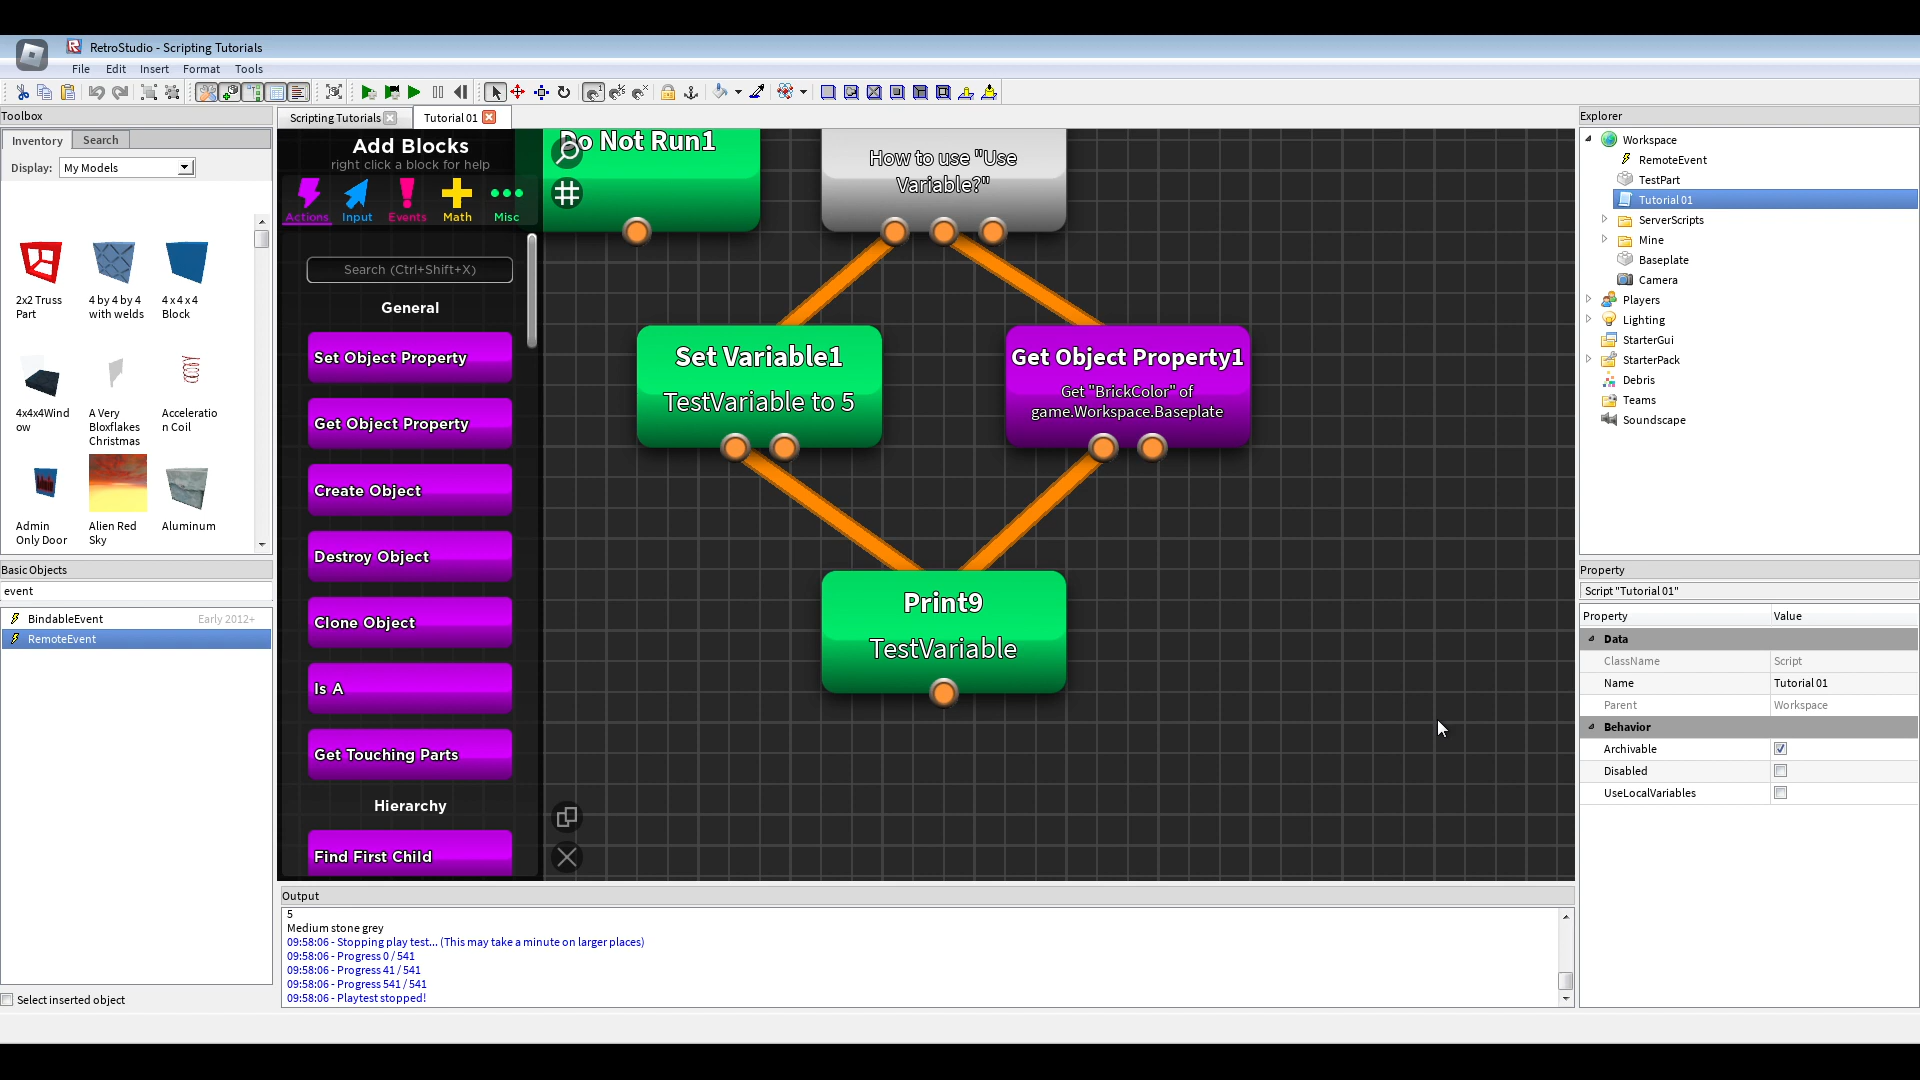 RetroStudio - Scripting Tutorials
File Edit Insert Format Tools
Toolbox
Inventory Search
Display: My Models
2x2 Truss Part
4 by 4 by 4 with welds
4 x 4 x 4 Block
4x4x4Wind ow
A Very Bloxflakes Christmas
Acceleratio n Coil
Admin Only Door
Alien Red Sky
Aluminum
Basic Objects
event
BindableEvent Early 2012+
RemoteEvent
Select inserted object
Scripting Tutorials
Tutorial 01
Add Blocks
right click a block for help
Actions Input Events Math Misc
Search (Ctrl+Shift+X)
General
Set Object Property
Get Object Property
Create Object
Destroy Object
Clone Object
Is A
Get Touching Parts
Hierarchy
Find First Child
Do Not Run1
How to use "Use
Variable?"
Set Variable1
TestVariable to 5
Get Object Property1
Get "BrickColor" of
game.Workspace.Baseplate
Print9
TestVariable
Output
5
Medium stone grey
09:58:06 - Stopping play test... (This may take a minute on larger places)
09:58:06 - Progress 0 / 541
09:58:06 - Progress 41 / 541
09:58:06 - Progress 541 / 541
09:58:06 - Playtest stopped!
Explorer
Workspace
RemoteEvent
TestPart
Tutorial 01
ServerScripts
Mine
Baseplate
Camera
Players
Lighting
StarterGui
StarterPack
Debris
Teams
Soundscape
Property
Script "Tutorial 01"
Property Value
Data
ClassName Script
Name Tutorial 01
Parent Workspace
Behavior
Archivable
Disabled
UseLocalVariables